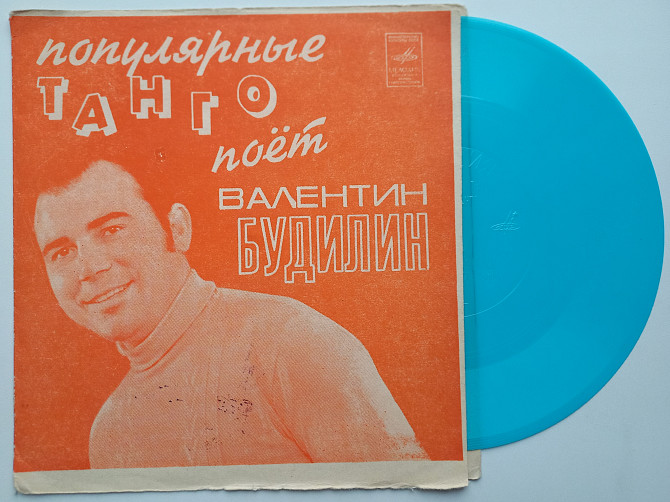 популярные
ТАНГО
поёт
ВАЛЕНТИН
БУДИЛИН